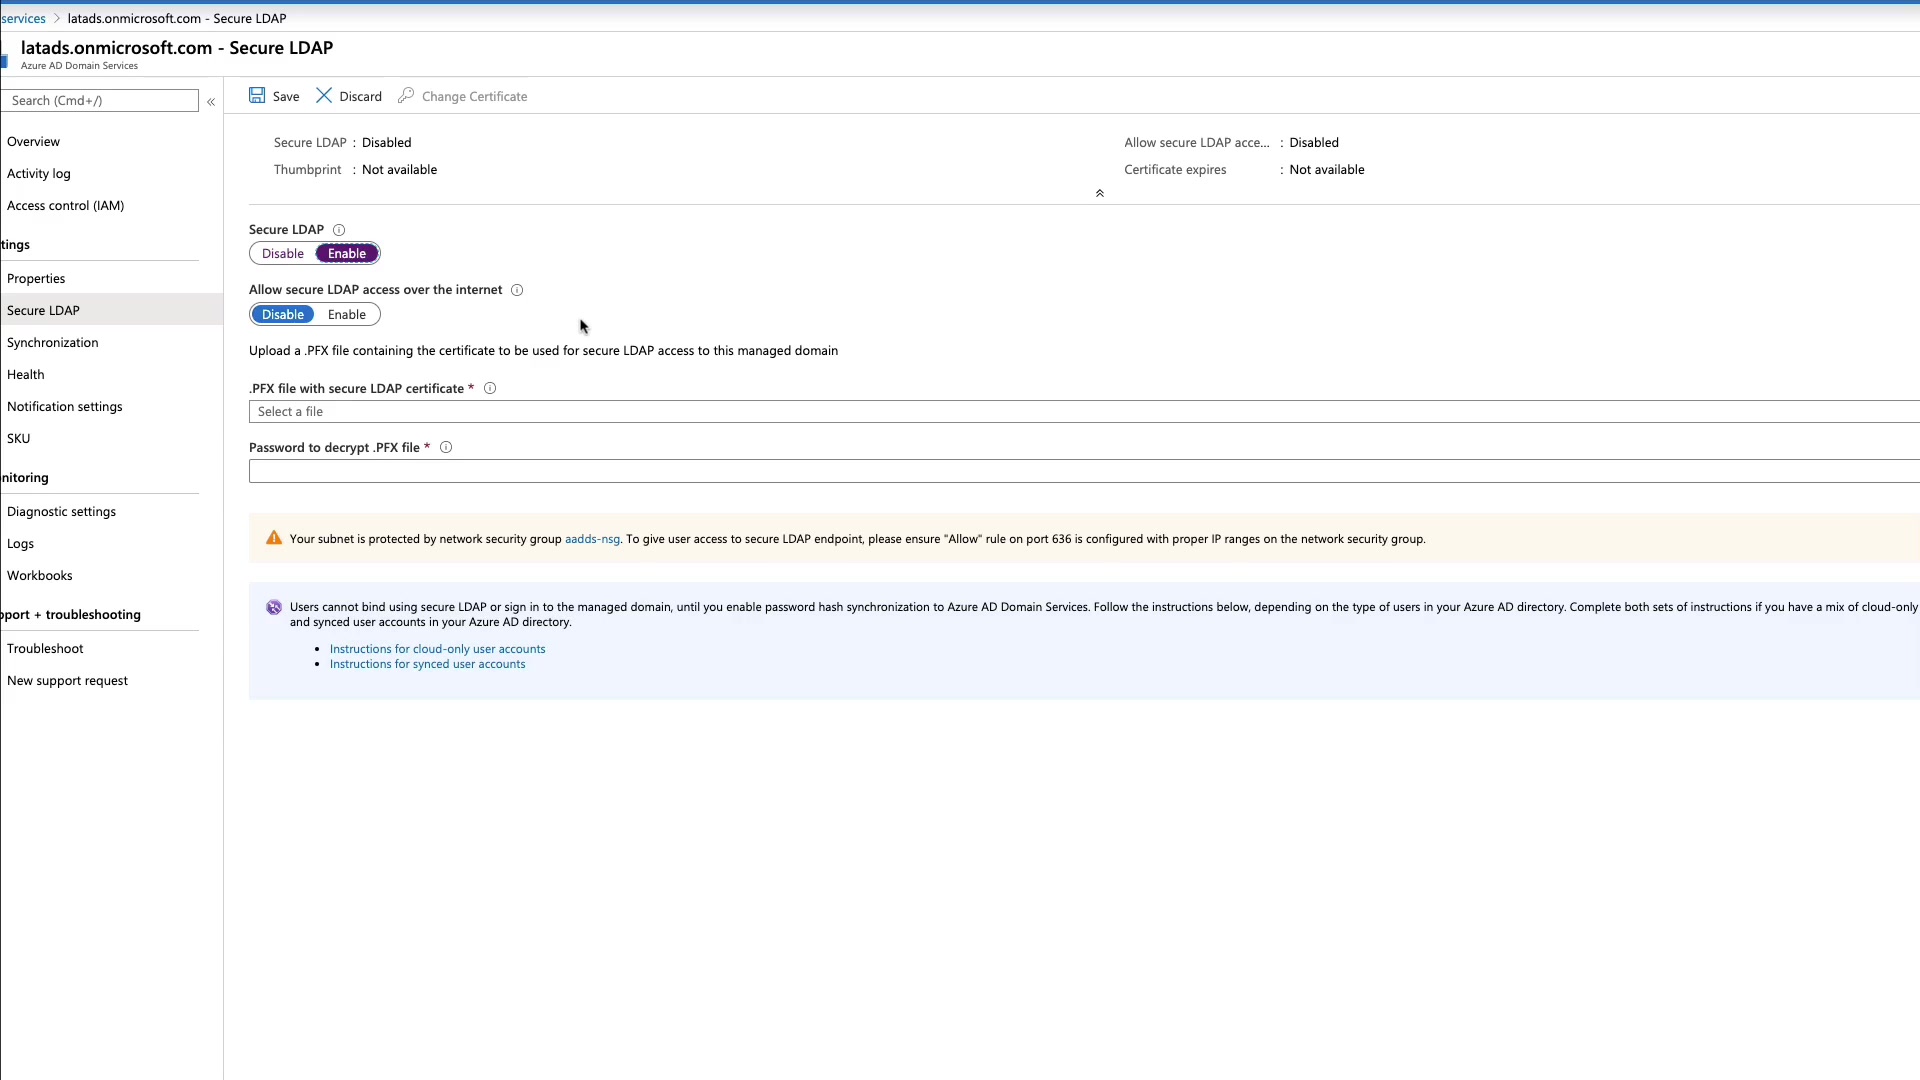 services > latads.onmicrosoft.com - Secure LDAP
latads.onmicrosoft.com - Secure LDAP
Azure AD Domain Services
Search (Cmd+/)
«
Overview
Activity log
Access control (IAM)
tings
Properties
Secure LDAP
Synchronization
Health
Notification settings
SKU
nitoring
Diagnostic settings
Logs
Workbooks
pport + troubleshooting
Troubleshoot
New support request
Save Discard Change Certificate
Secure LDAP : Disabled
Thumbprint : Not available
Allow secure LDAP acce... : Disabled
Certificate expires : Not available
Secure LDAP
Disable Enable
Allow secure LDAP access over the internet
Disable Enable
Upload a .PFX file containing the certificate to be used for secure LDAP access to this managed domain
.PFX file with secure LDAP certificate *
Select a file
Password to decrypt .PFX file *
Your subnet is protected by network security group aadds-nsg. To give user access to secure LDAP endpoint, please ensure "Allow" rule on port 636 is configured with proper IP ranges on the network security group.
Users cannot bind using secure LDAP or sign in to the managed domain, until you enable password hash synchronization to Azure AD Domain Services. Follow the instructions below, depending on the type of users in your Azure AD directory. Complete both sets of instructions if you have a mix of cloud-only
and synced user accounts in your Azure AD directory.
• Instructions for cloud-only user accounts
• Instructions for synced user accounts